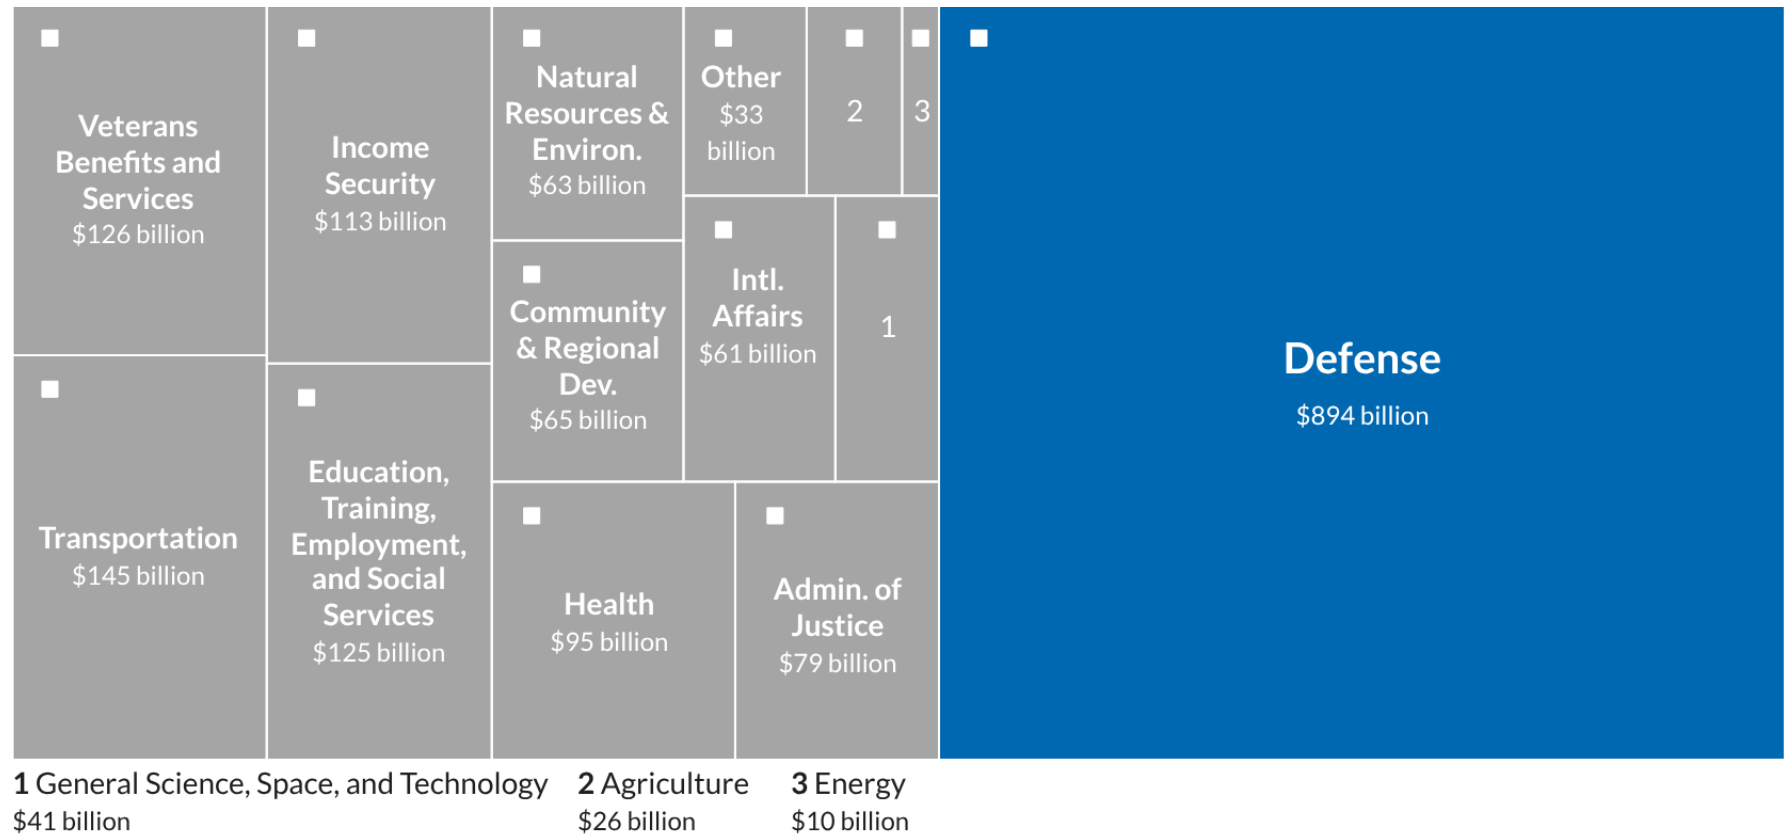 Veterans
Benefits and
Services
$126 billion
Income
Security
$113 billion
Natural
Resources &
Environ.
$63 billion
Other
$33
billion
2
3
Community
& Regional
Dev.
$65 billion
Intl.
Affairs
$61 billion
1
Defense
$894 billion
Transportation
$145 billion
Education,
Training,
Employment,
and Social
Services
$125 billion
Health
$95 billion
Admin. of
Justice
$79 billion
1 General Science, Space, and Technology
$41 billion
2 Agriculture
$26 billion
3 Energy
$10 billion